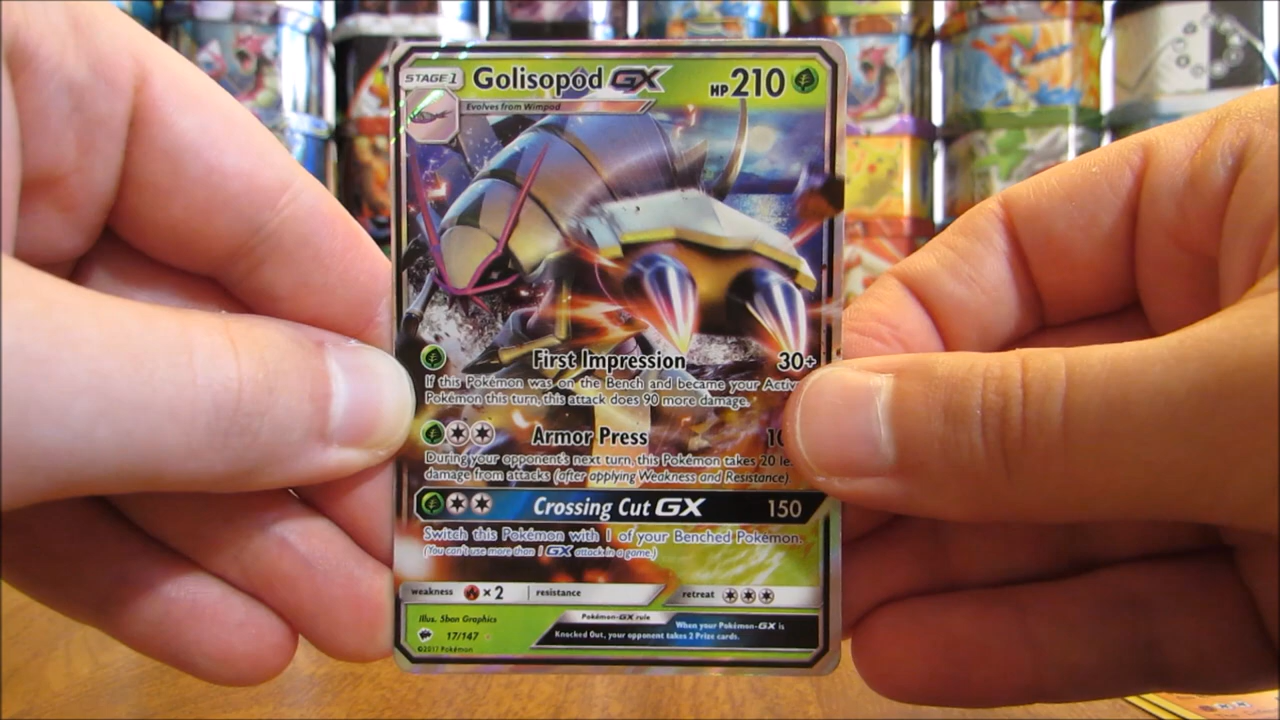 STAGE 1 Golisopod GX HP 210
Evolves from Wimpod
First Impression 30+
If this Pokémon was on the Bench and became your
Pokémon this turn, this attack does 90 more damage.
Armor Press
During your opponent's next turn, this Pokémon takes 20
damage from attacks (after applying Weakness and Resistance)
Crossing Cut GX 150
Switch this Pokémon with 1 of your Benched Pokémon.
(You can't use more than 1 GX attack in a game.)
weakness ×2 resistance retreat
Illus. 5ban Graphics
17/147
©2017 Pokémon
Pokémon-GX rule
When your Pokémon-GX is
Knocked Out, your opponent takes 2 Prize cards.